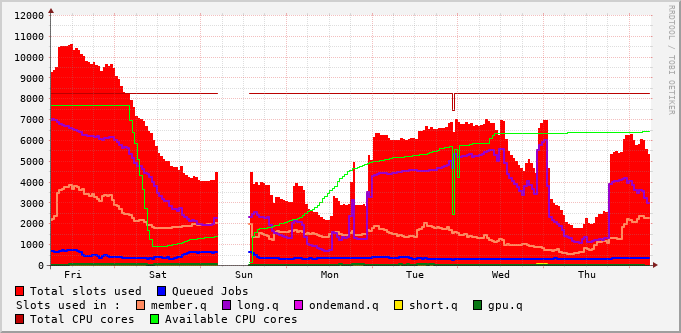 12000
11000
10000
9000
8000
7000
6000
5000
4000
3000
2000
1000
0
Fri Sat Sun Mon Tue Wed Thu
Total slots used Queued Jobs
Slots used in : member.q long.q ondemand.q short.q gpu.q
Total CPU cores Available CPU cores
RRDTOOL / TOBI OETIKER